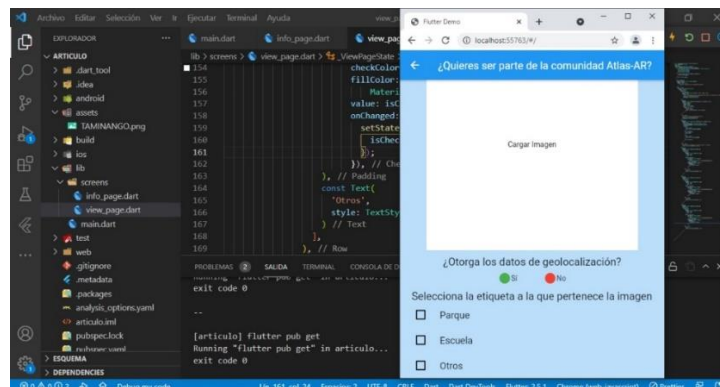 Archivo Editar Selección Ver Ir Ejecutar Terminal Ayuda
EXPLORADOR
ARTICULO
.dart_tool
.idea
android
assets
TAMINANGO.png
build
ios
lib
screens
info_page.dart
view_page.dart
main.dart
test
web
.gitignore
.metadata
.packages
analysis_options.yaml
articulo.iml
pubspec.lock
pubspec.yaml
ESQUEMA
DEPENDENCIES
main.dart info_page.dart
lib > screens > view_page.dart > _ViewPageState
154 checkColor
155 fillColor:
156 Materi
157 value: isC
158 onChanged:
159 setState
160 isChec
161 });
162 }), // Che
163 ), // Padding
164 const Text(
165 'Otros',
166 style: TextSty
167 ) // Text
168 ],
169 ), // Row
PROBLEMAS 2 SALIDA TERMINAL CONSOLA DE D
exit code 0
--
[articulo] flutter pub get
Running "flutter pub get" in articulo...
exit code 0
Flutter Demo
localhost:55763/#/
¿Quieres ser parte de la comunidad Atlas-AR?
Cargar Imagen
¿Otorga los datos de geolocalización?
Si No
Selecciona la etiqueta a la que pertenece la imagen
Parque
Escuela
Otros